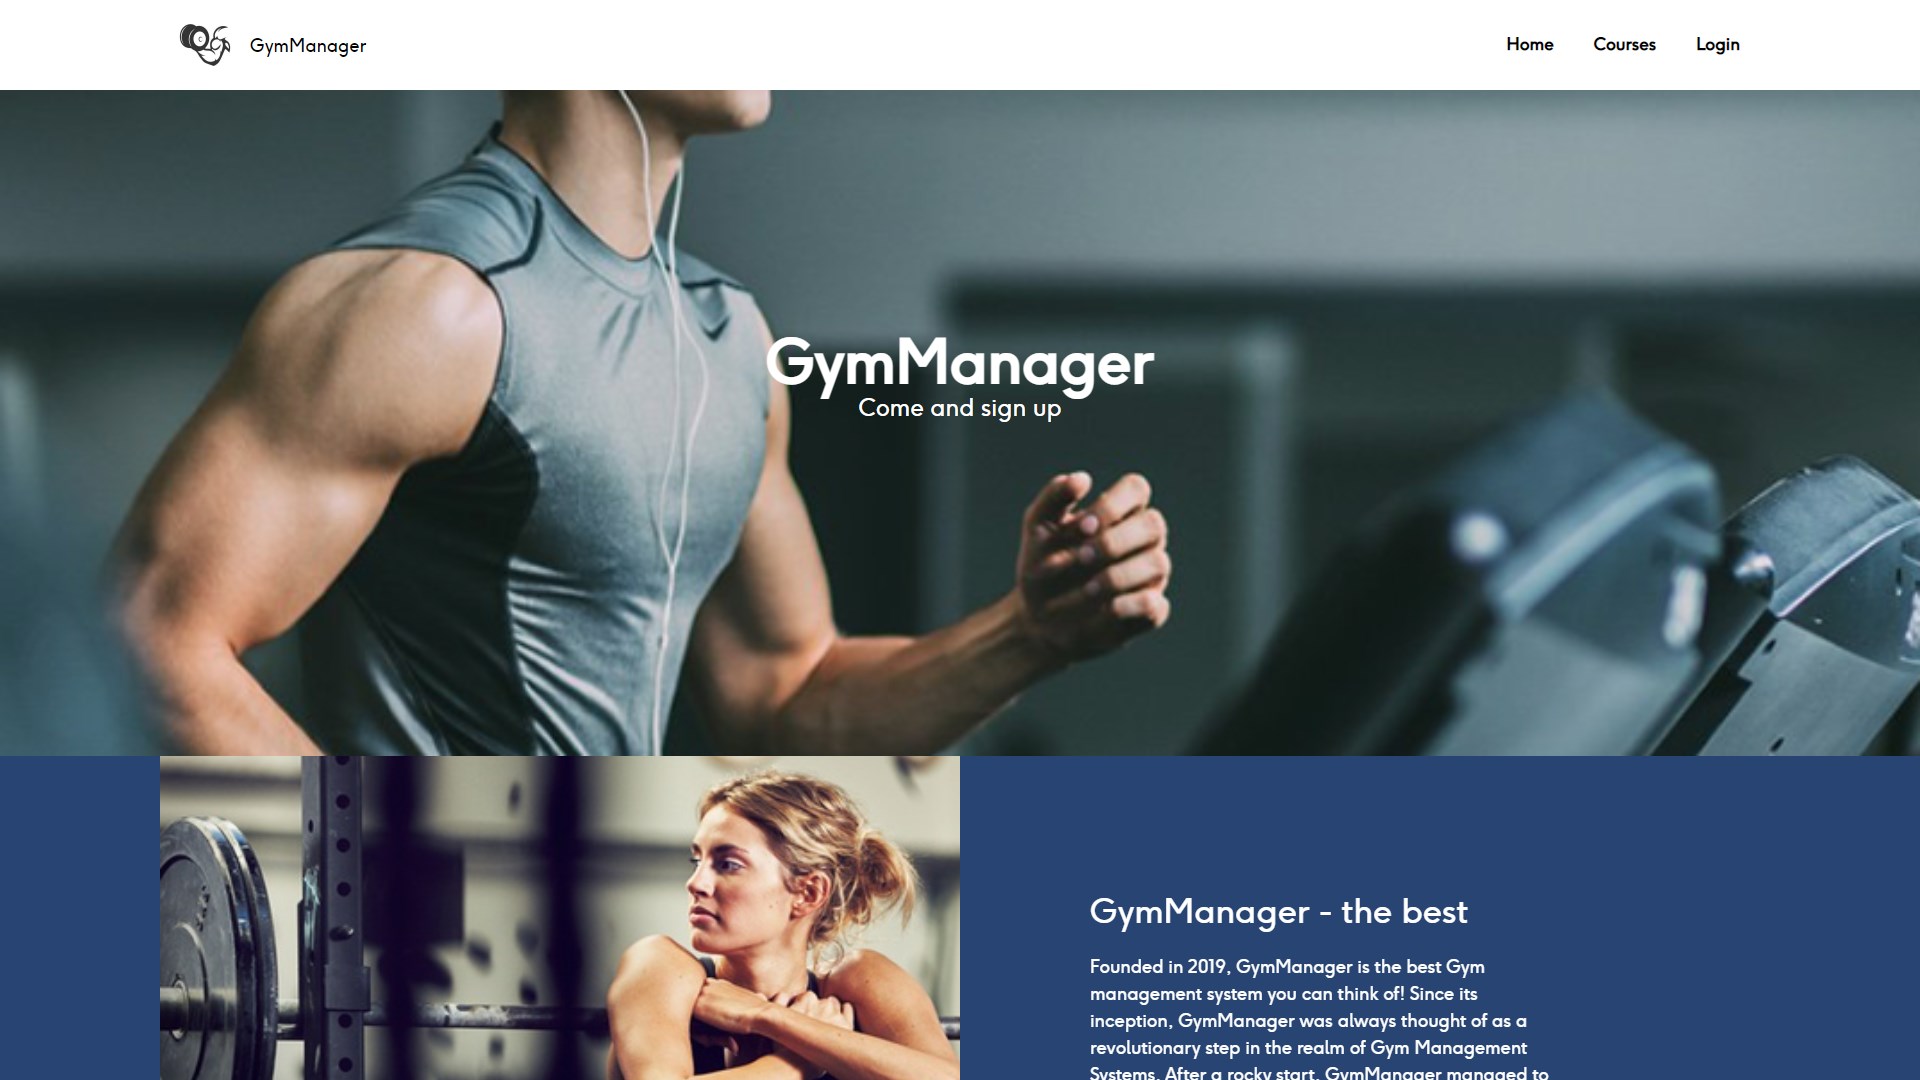 GymManager
Home
Courses
Login
GymManager
Come and sign up
GymManager - the best
Founded in 2019, GymManager is the best Gym
management system you can think of! Since its
inception, GymManager was always thought of as a
revolutionary step in the realm of Gym Management
Systems. After a rocky start, GymManager managed to